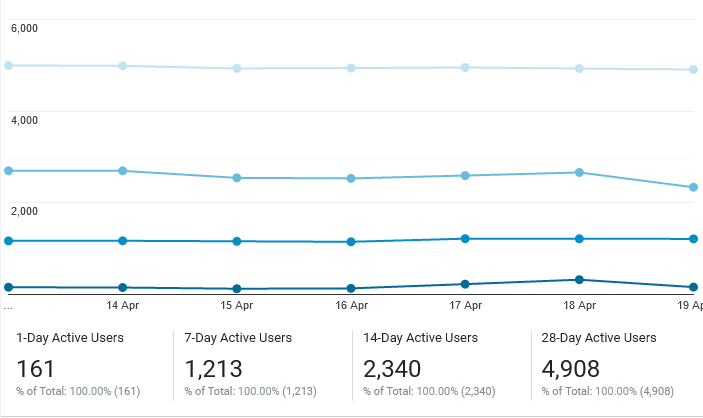 6,000
4,000
2,000
...
14 Apr
15 Apr
16 Apr
17 Apr
18 Apr
19 Ap
1-Day Active Users
161
% of Total: 100.00% (161)
7-Day Active Users
1,213
% of Total: 100.00% (1,213)
14-Day Active Users
2,340
% of Total: 100.00% (2,340)
28-Day Active Users
4,908
% of Total: 100.00% (4,908)